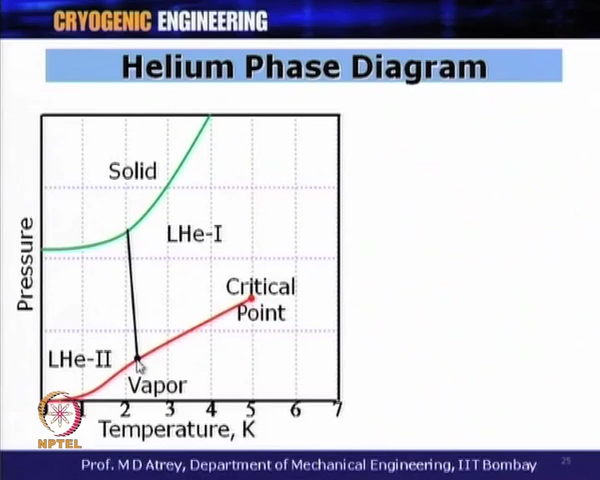 CRYOGENIC ENGINEERING
Helium Phase Diagram
Solid
LHe-I
Critical
Point
LHe-II
Vapor
Pressure
1 2 3 4 5 6 7
Temperature, K
NPTEL
Prof. M D Atrey, Department of Mechanical Engineering, IIT Bombay
25